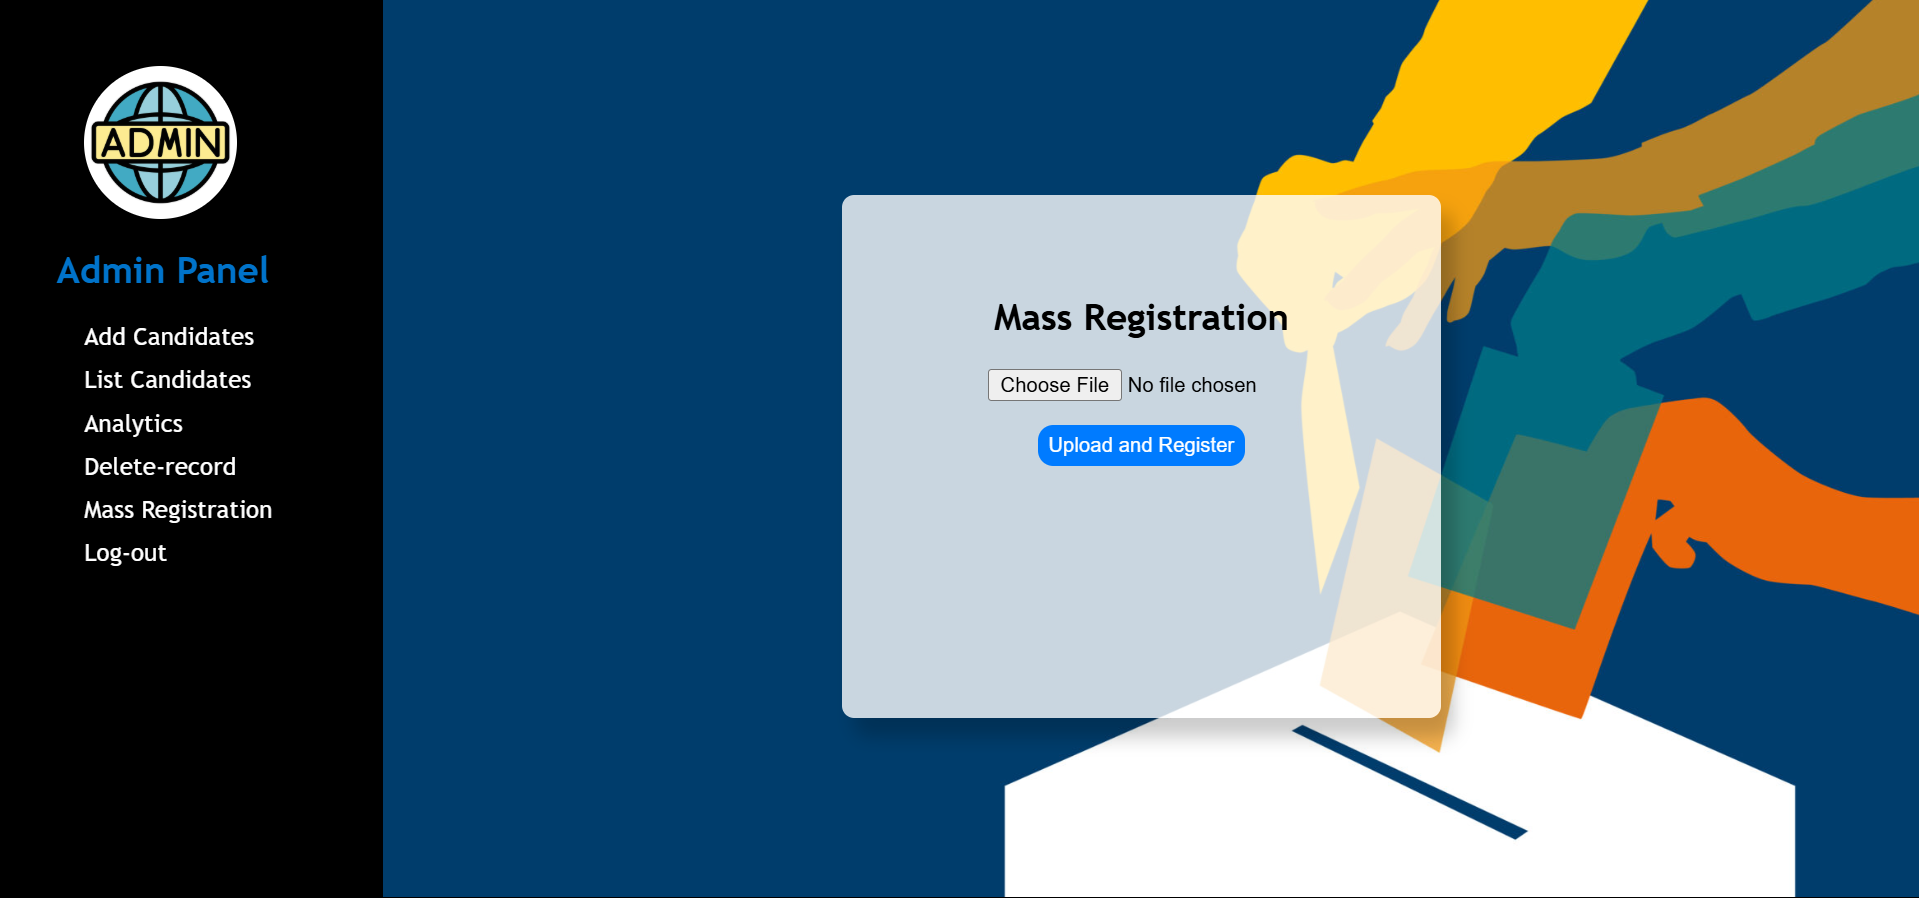 ADMIN
Admin Panel
Add Candidates
List Candidates
Analytics
Delete-record
Mass Registration
Log-out
Mass Registration
Choose File No file chosen
Upload and Register